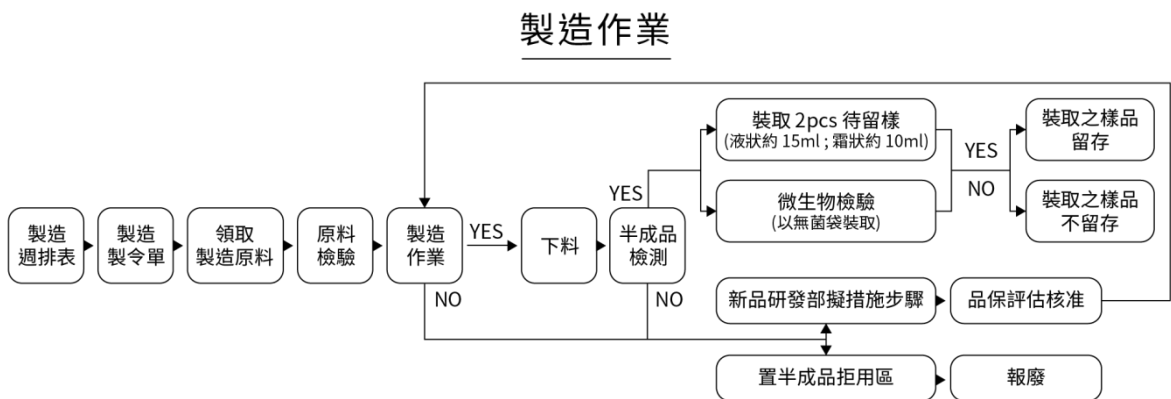 製造作業
製造
週排表
製造
製令單
領取
製造原料
原料
檢驗
製造
作業
YES
NO
下料
半成品
檢測
YES
NO
裝取 2pcs 待留樣
(液狀約 15ml ; 霜狀約 10ml)
微生物檢驗
(以無菌袋裝取)
YES
NO
裝取之樣品
留存
裝取之樣品
不留存
新品研發部擬措施步驟
品保評估核准
置半成品拒用區
報廢